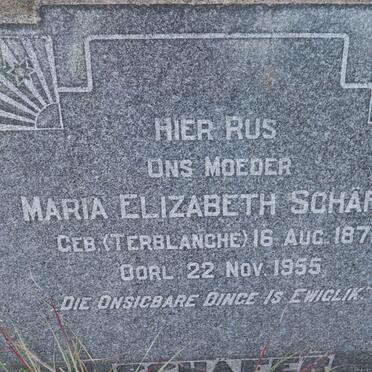 HIER RUS
ONS MOEDER
MARIA ELIZABETH
GEB. (TERBLANCHE) 16 AUG.
OORL. 22 NOV. 1955
"DIE ONSIGBARE DINGE IS EWIGLIK."